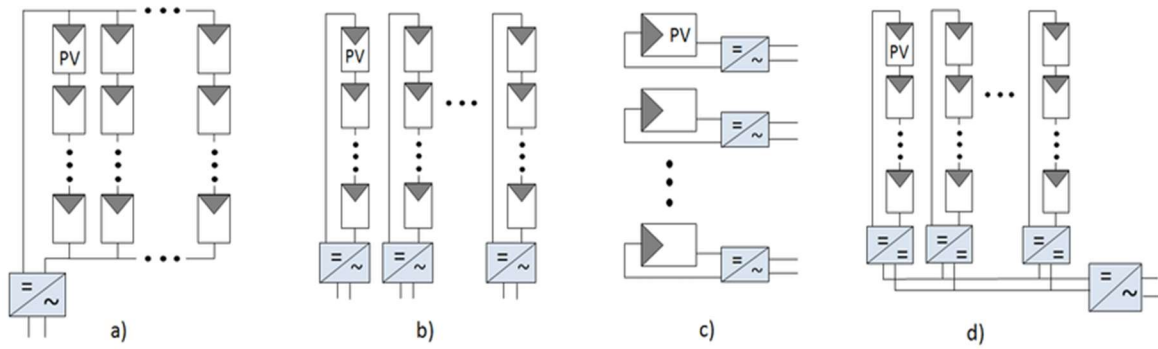 PV
PV
PV
PV
= ~
= ~
= ~
= ~
= ~
= ~
= ~
= =
= =
= =
= ~
a)
b)
c)
d)